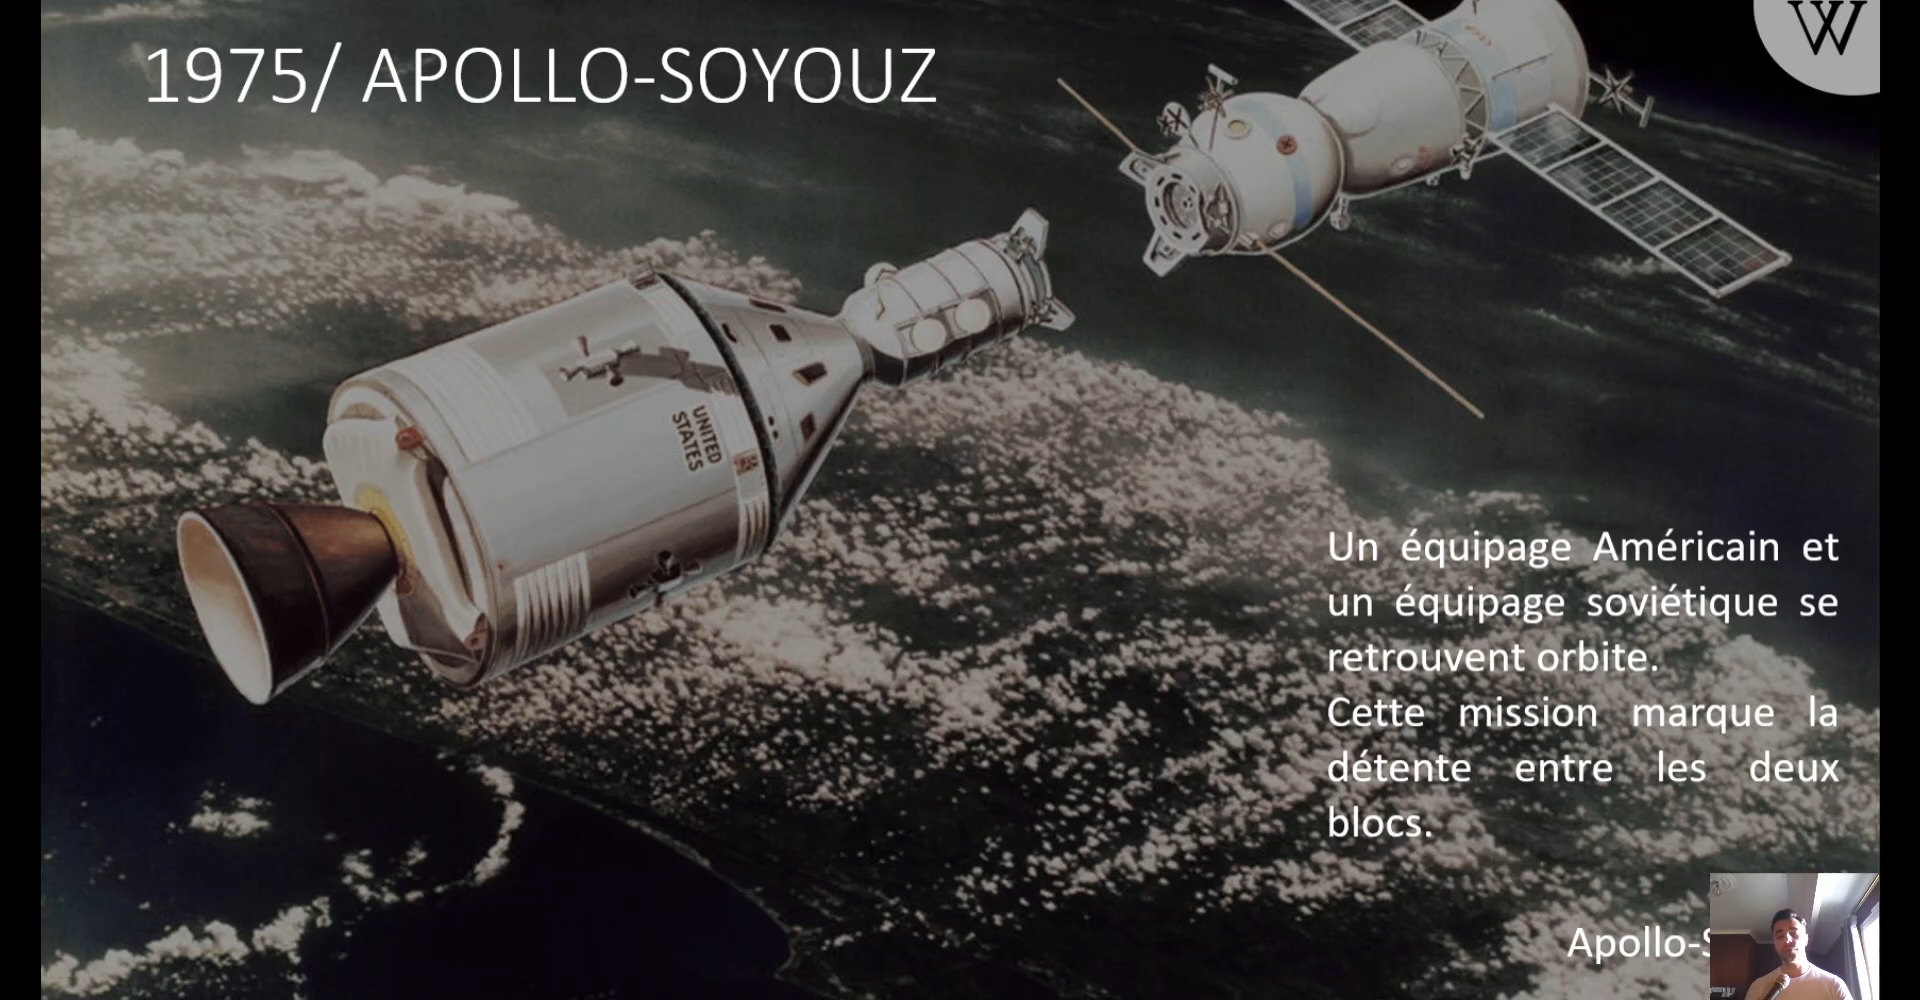 1975/ APOLLO-SOYOUZ
W
UNITED
STATES
Un équipage Américain et
un équipage soviétique se
retrouvent orbite.
Cette mission marque la
détente entre les deux
blocs.